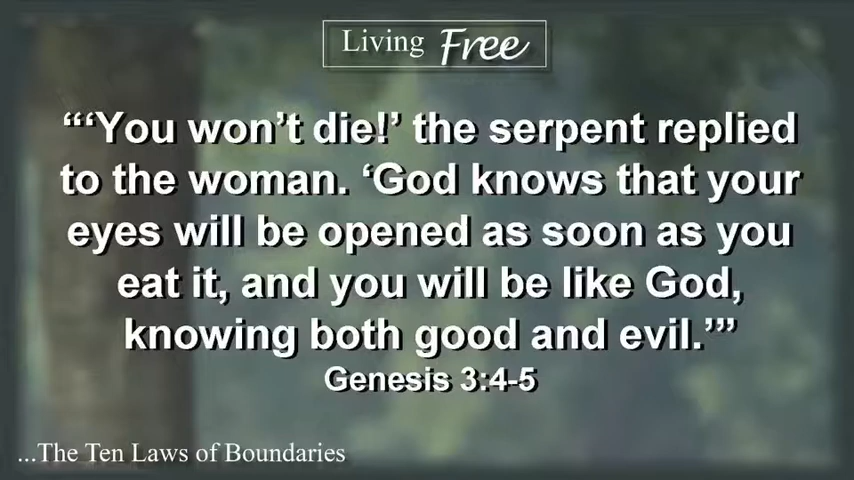 Living Free
“‘You won’t die!’ the serpent replied
to the woman. ‘God knows that your
eyes will be opened as soon as you
eat it, and you will be like God,
knowing both good and evil.’”
Genesis 3:4-5
...The Ten Laws of Boundaries